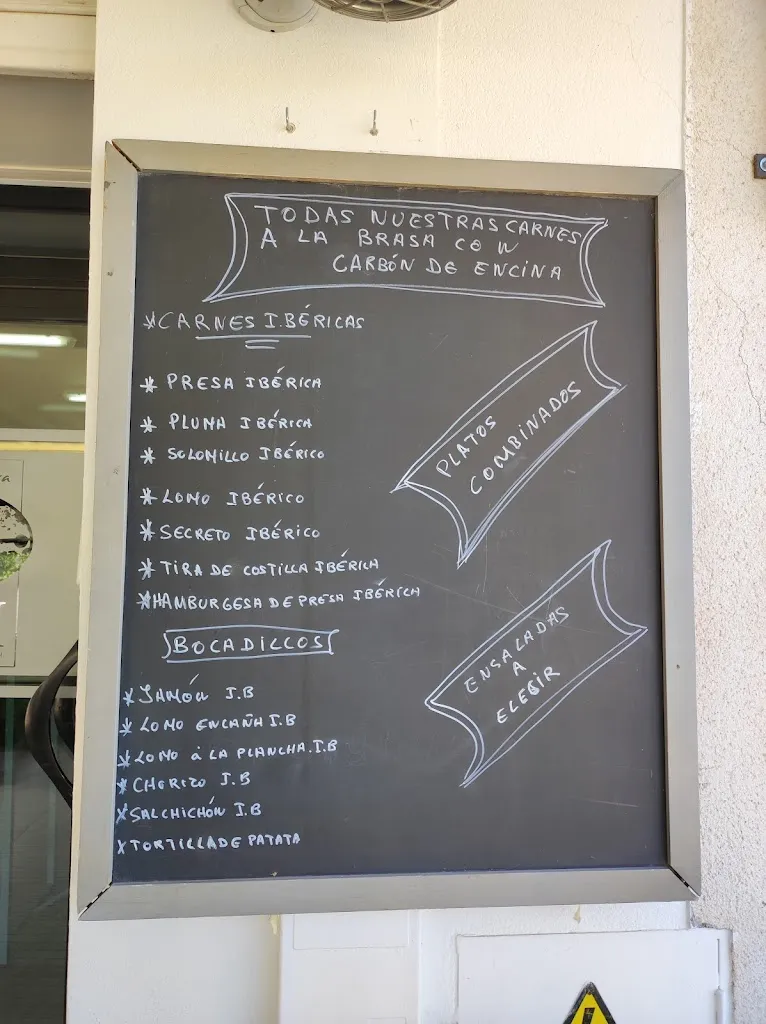 TODAS NUESTRAS CARNES
A LA BRASA CON
CARBÓN DE ENCINA
*CARNES I.BÉRICAS
* PRESA IBÉRICA
* PLUMA IBÉRICA
* SOLOMILLO IBÉRICO
* LOMO IBÉRICO
* SECRETO IBÉRICO
* TIRA DE COSTILLA IBÉRICA
*HAMBURGESA DE PRESA IBÉRICA
PLATOS
COMBINADOS
BOCADILLOS
*JAMÓN I.B
*LOMO ENCAÑA I.B
*LOMO á LA PLANCHA.I.B
*CHORIZO I.B
*SALCHICHÓN I.B
*TORTILLA DE PATATA
ENSALADAS
A
ELEGIR